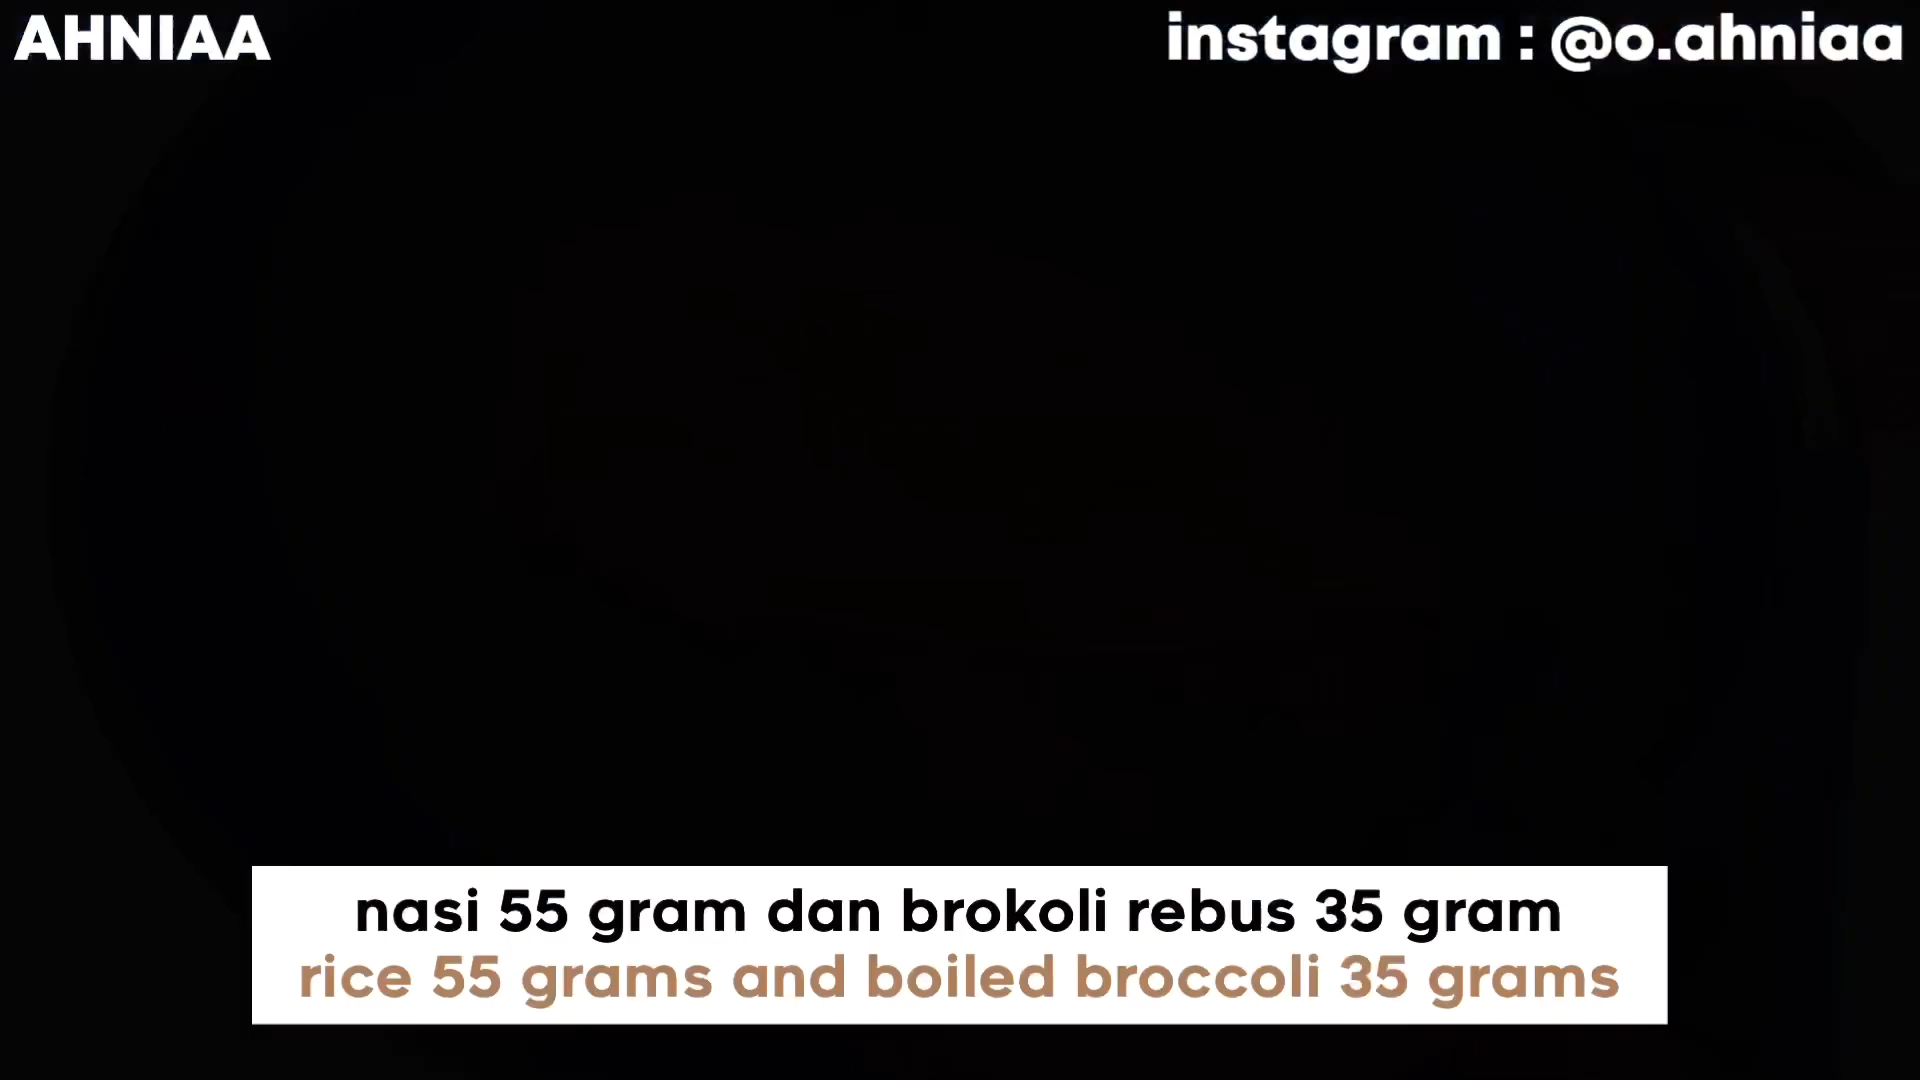 AHNIAA
instagram : @o.ahniaa
nasi 55 gram dan brokoli rebus 35 gram
rice 55 grams and boiled broccoli 35 grams